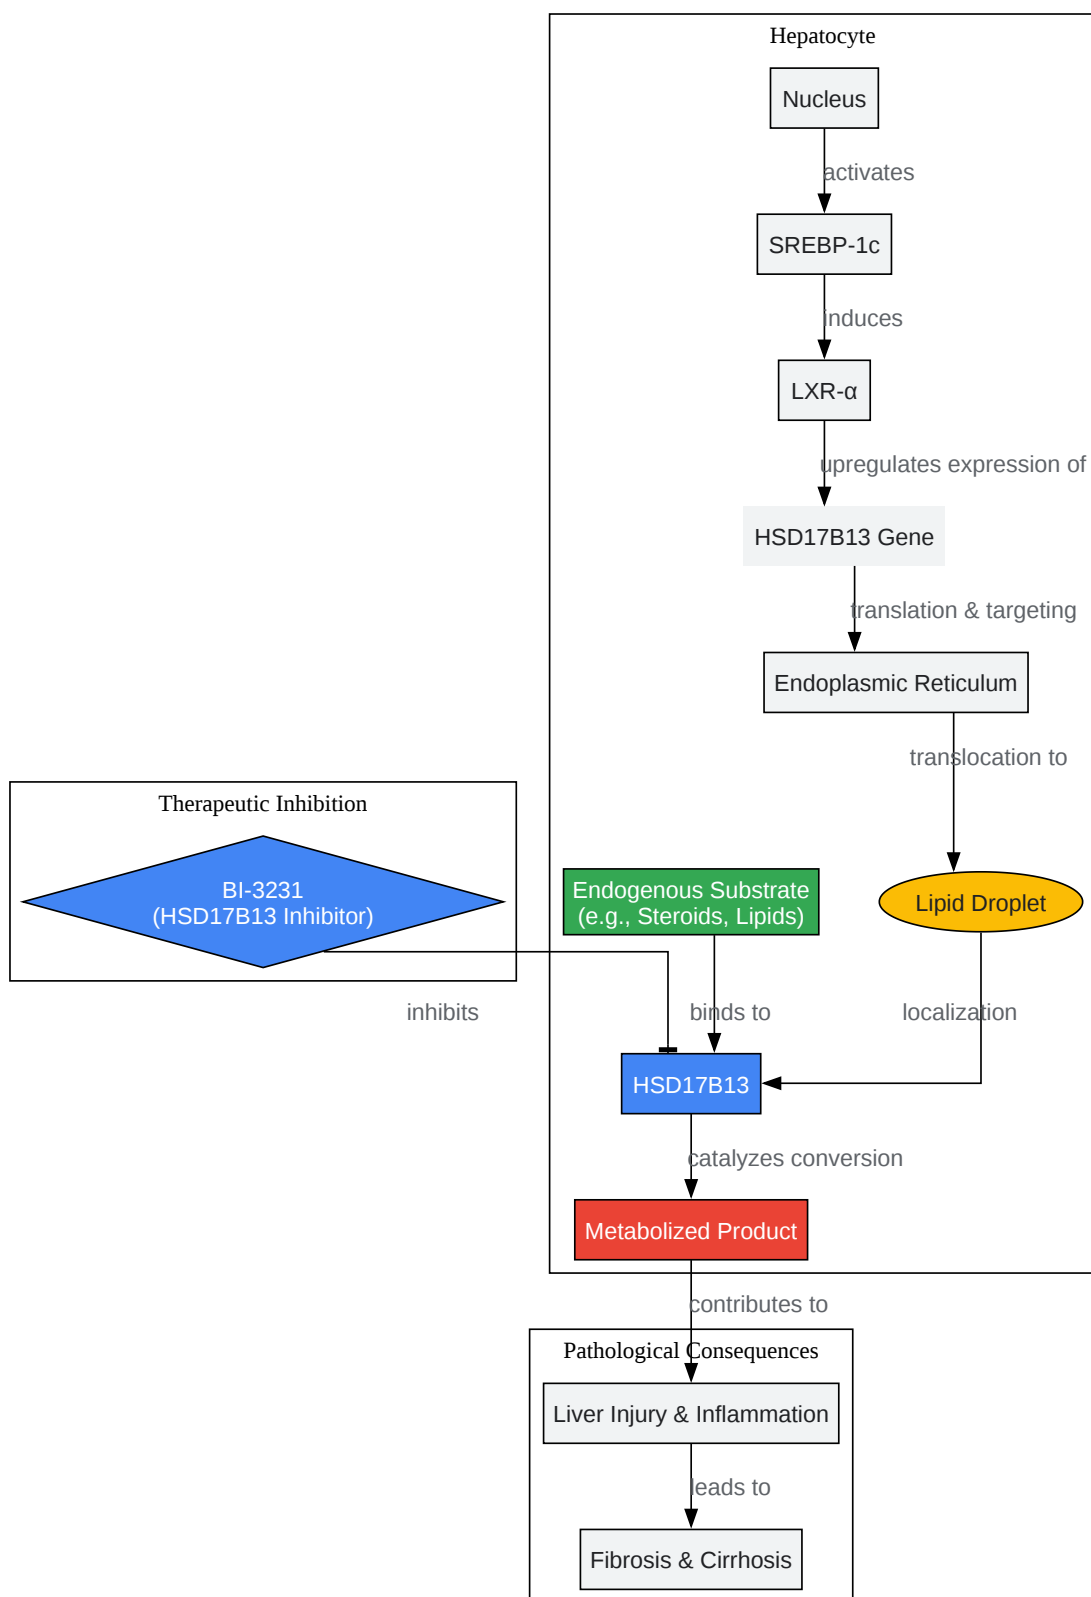 Hepatocyte
Nucleus
activates
SREBP-1c
induces
LXR-α
upregulates expression of
HSD17B13 Gene
translation & targeting
Endoplasmic Reticulum
translocation to
Therapeutic Inhibition
BI-3231
(HSD17B13 Inhibitor)
Endogenous Substrate
(e.g., Steroids, Lipids)
Lipid Droplet
inhibits
binds to
localization
HSD17B13
catalyzes conversion
Metabolized Product
contributes to
Pathological Consequences
Liver Injury & Inflammation
leads to
Fibrosis & Cirrhosis